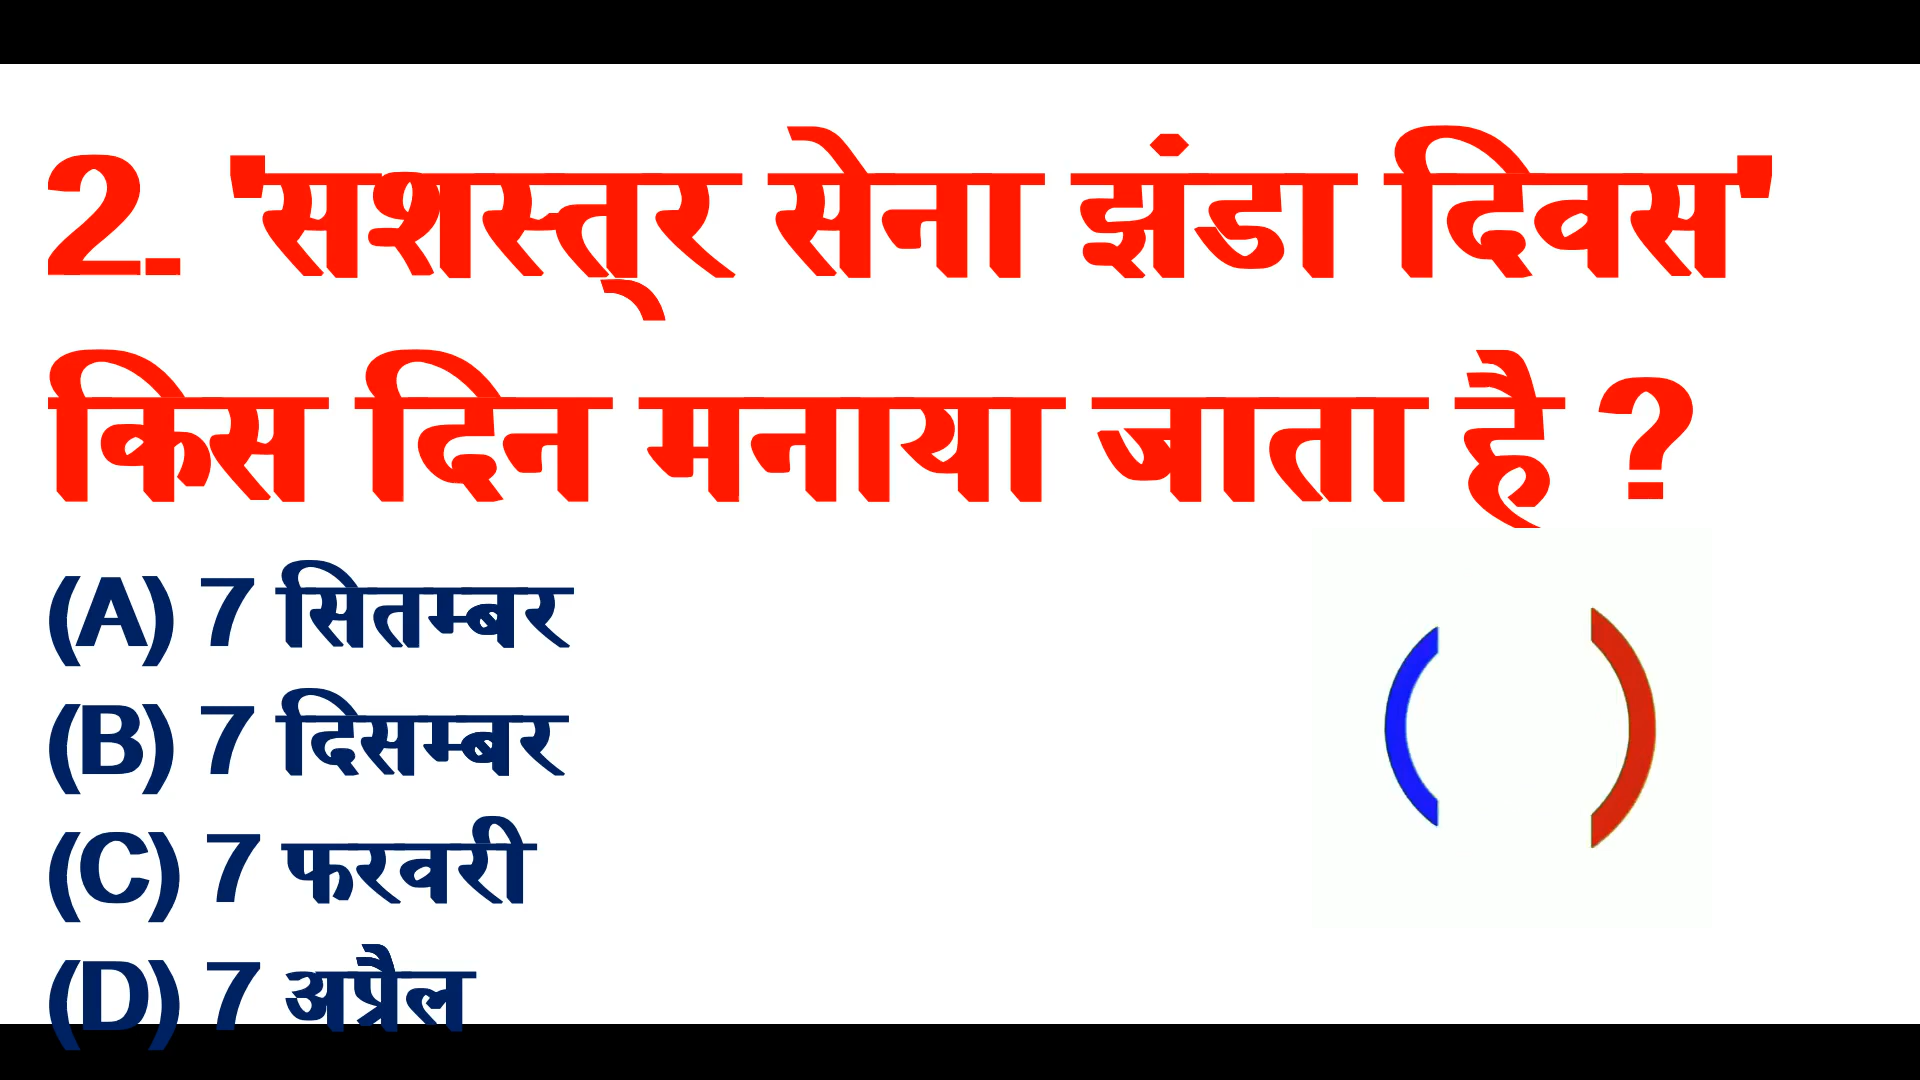 2. 'सशस्त्र सेना झंडा दिवस'
किस दिन मनाया जाता है ?
(A) 7 सितम्बर
(B) 7 दिसम्बर
(C) 7 फरवरी
(D) 7 अप्रैल